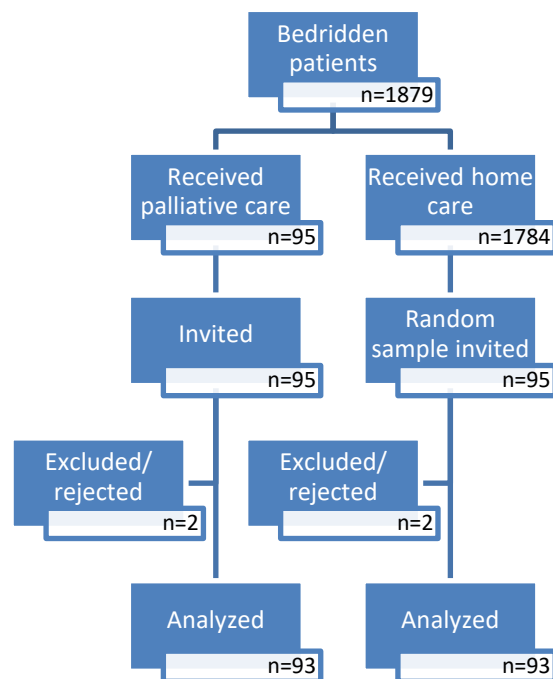 Bedridden
patients
n=1879
Received
palliative care
n=95
Received home
care
n=1784
Invited
n=95
Random
sample invited
n=95
Excluded/
rejected
n=2
Excluded/
rejected
n=2
Analyzed
n=93
Analyzed
n=93